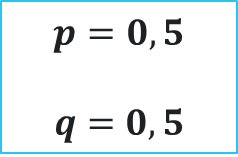 p = 0,5
q = 0,5